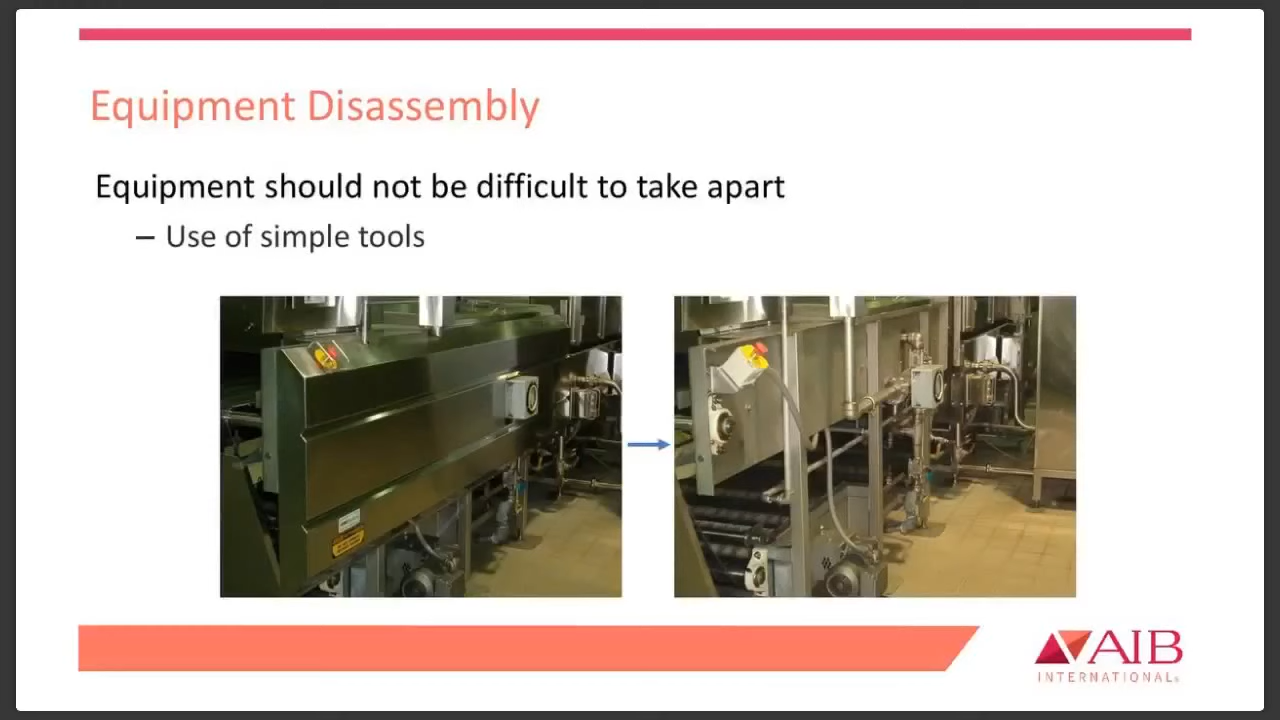 Equipment Disassembly
Equipment should not be difficult to take apart
– Use of simple tools
AIB
INTERNATIONAL